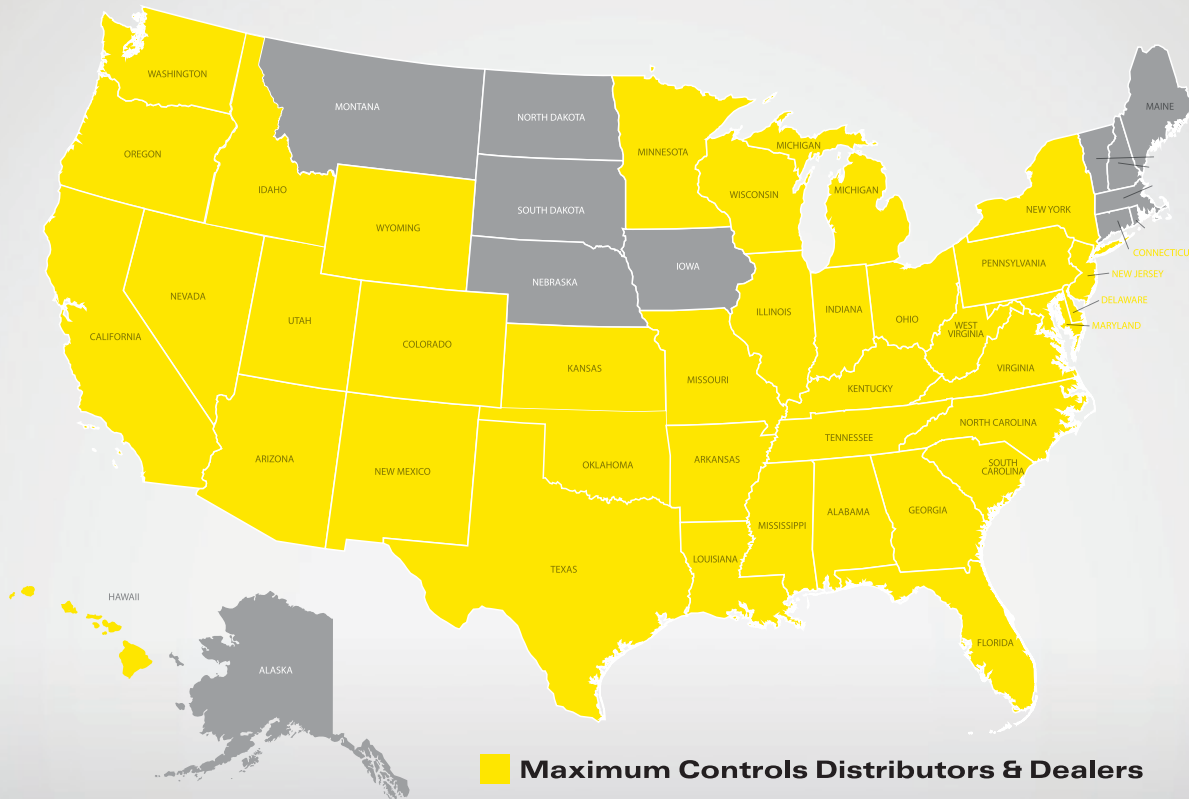 WASHINGTON
MONTANA
NORTH DAKOTA
MAINE
OREGON
MINNESOTA
MICHIGAN
IDAHO
MICHIGAN
WISCONSIN
SOUTH DAKOTA
NEW YORK
WYOMING
CONNECTICU
PENNSYLVANIA
IOWA
NEW JERSEY
NEBRASKA
NEVADA
DELAWARE
ILLINOIS
INDIANA
OHIO
UTAH
WEST
VIRGINIA
MARYLAND
CALIFORNIA
COLORADO
KANSAS
VIRGINIA
MISSOURI
KENTUCKY
NORTH CAROLINA
TENNESSEE
ARIZONA
ARKANSAS
OKLAHOMA
SOUTH
CAROLINA
NEW MEXICO
GEORGIA
ALABAMA
MISSISSIPPI
LOUISIANA
TEXAS
HAWAII
FLORIDA
ALASKA
Maximum Controls Distributors & Dealers